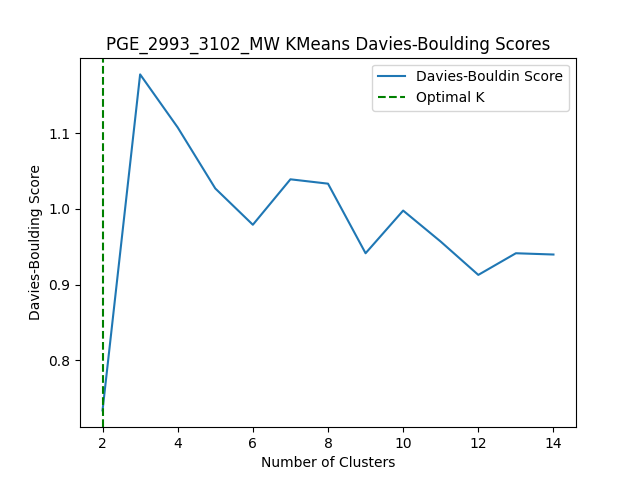 PGE_2993_3102_MW KMeans Davies-Boulding Scores
Davies-Bouldin Score
Optimal K
Davies-Boulding Score
1.1
1.0
0.9
0.8
2 4 6 8 10 12 14
Number of Clusters